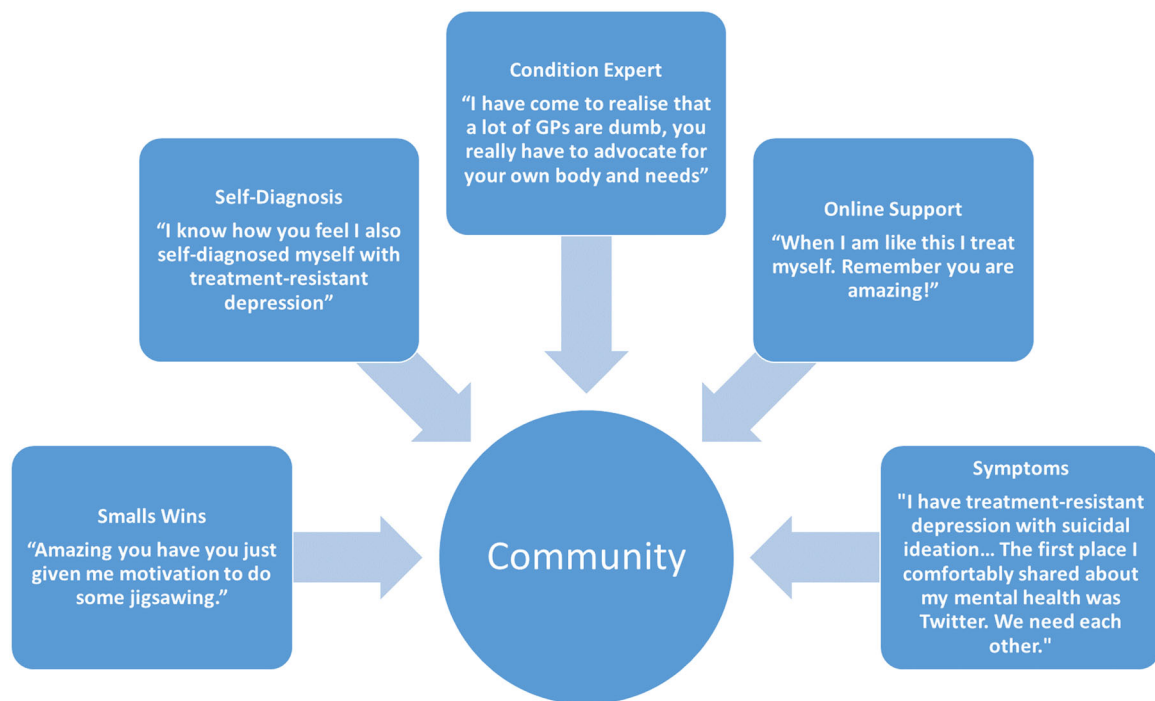 Condition Expert
“I have come to realise that
a lot of GPs are dumb, you
really have to advocate for
your own body and needs”
Self-Diagnosis
“I know how you feel I also
self-diagnosed myself with
treatment-resistant
depression”
Online Support
“When I am like this I treat
myself. Remember you are
amazing!”
Smalls Wins
“Amazing you have you just
given me motivation to do
some jigsawing.”
Symptoms
"I have treatment-resistant
depression with suicidal
ideation... The first place I
comfortably shared about
my mental health was
Twitter. We need each
other."
Community